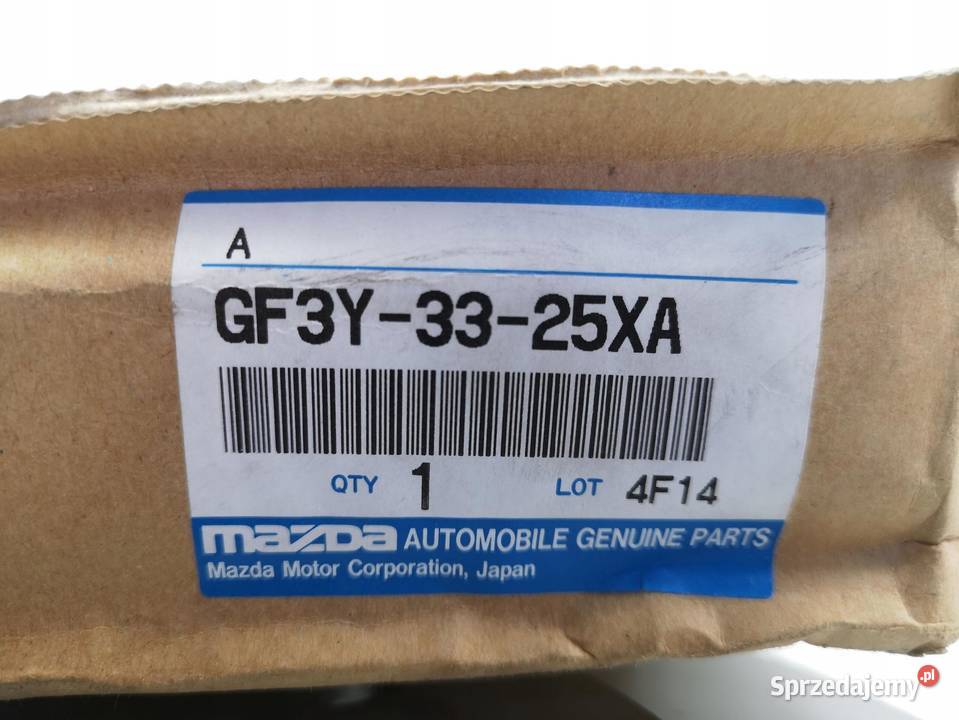 A
GF3Y-33-25XA
QTY 1 LOT 4F14
mazda AUTOMOBILE GENUINE PARTS
Mazda Motor Corporation, Japan
Sprzedajemy.pl